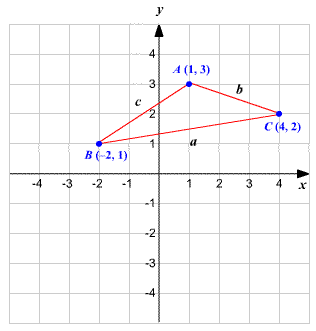 y
4
A (1, 3)
3
b
c
2
C (4, 2)
a
1
B (–2, 1)
-4 -3 -2 -1 1 2 3 4
x
-1
-2
-3
-4